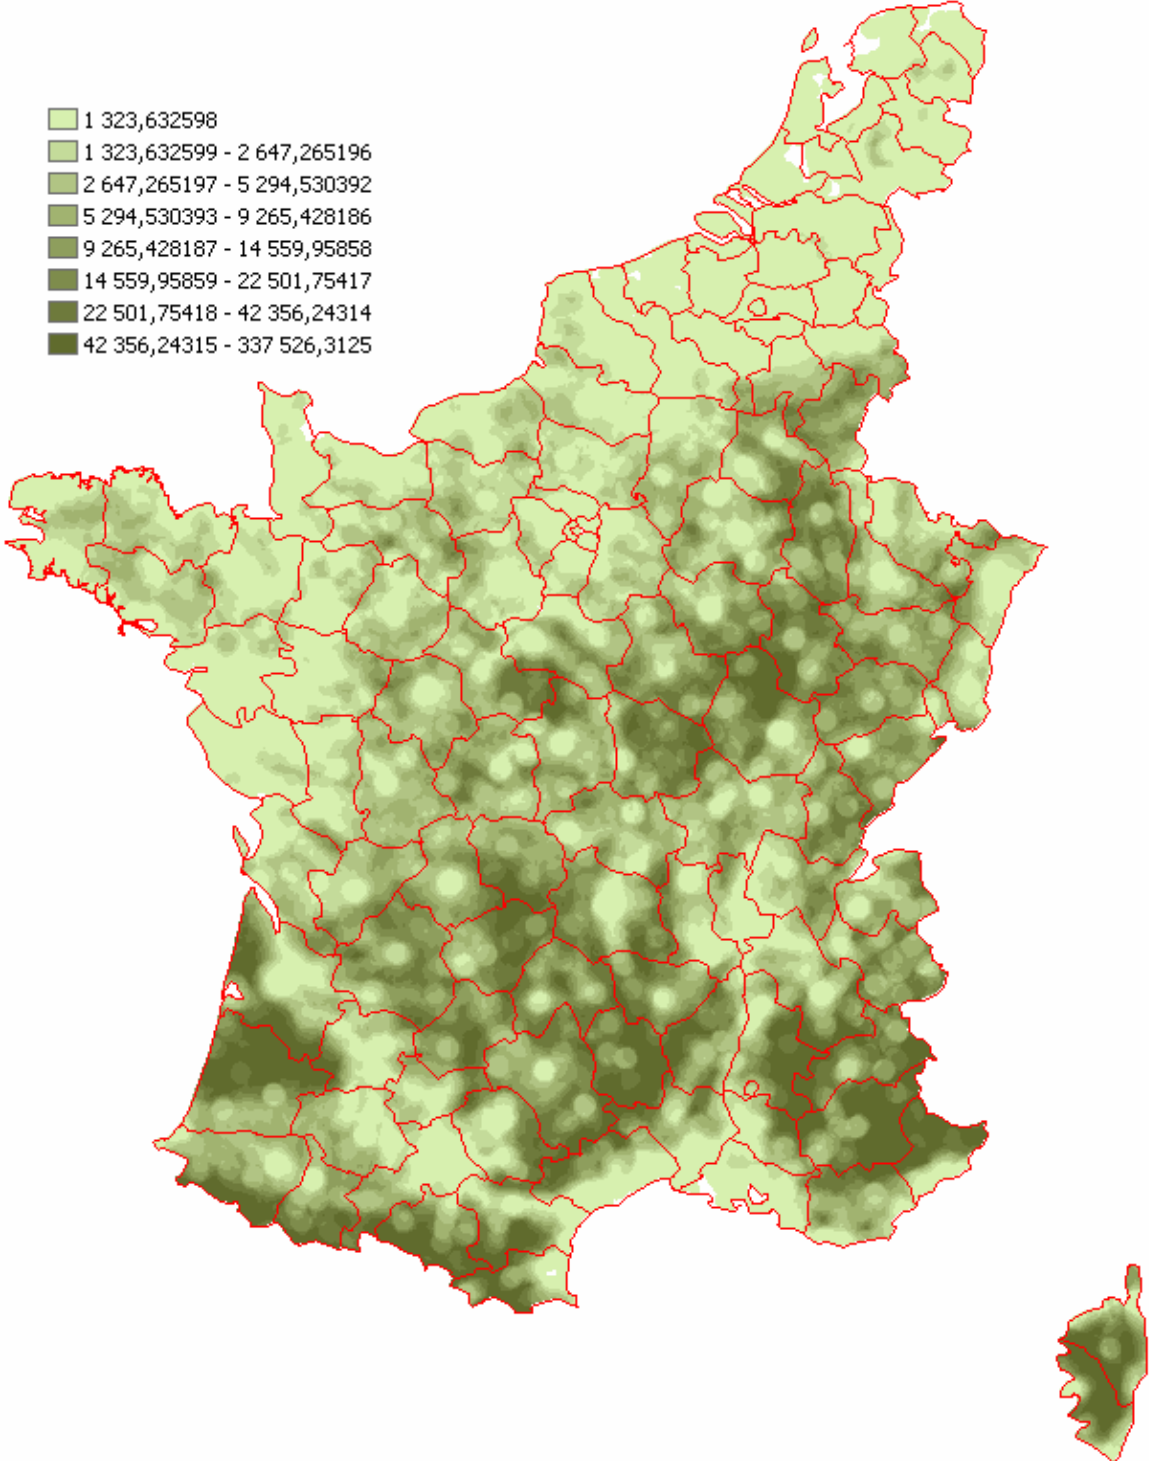 1 323,632598
1 323,632599 - 2 647,265196
2 647,265197 - 5 294,530392
5 294,530393 - 9 265,428186
9 265,428187 - 14 559,95858
14 559,95859 - 22 501,75417
22 501,75418 - 42 356,24314
42 356,24315 - 337 526,3125